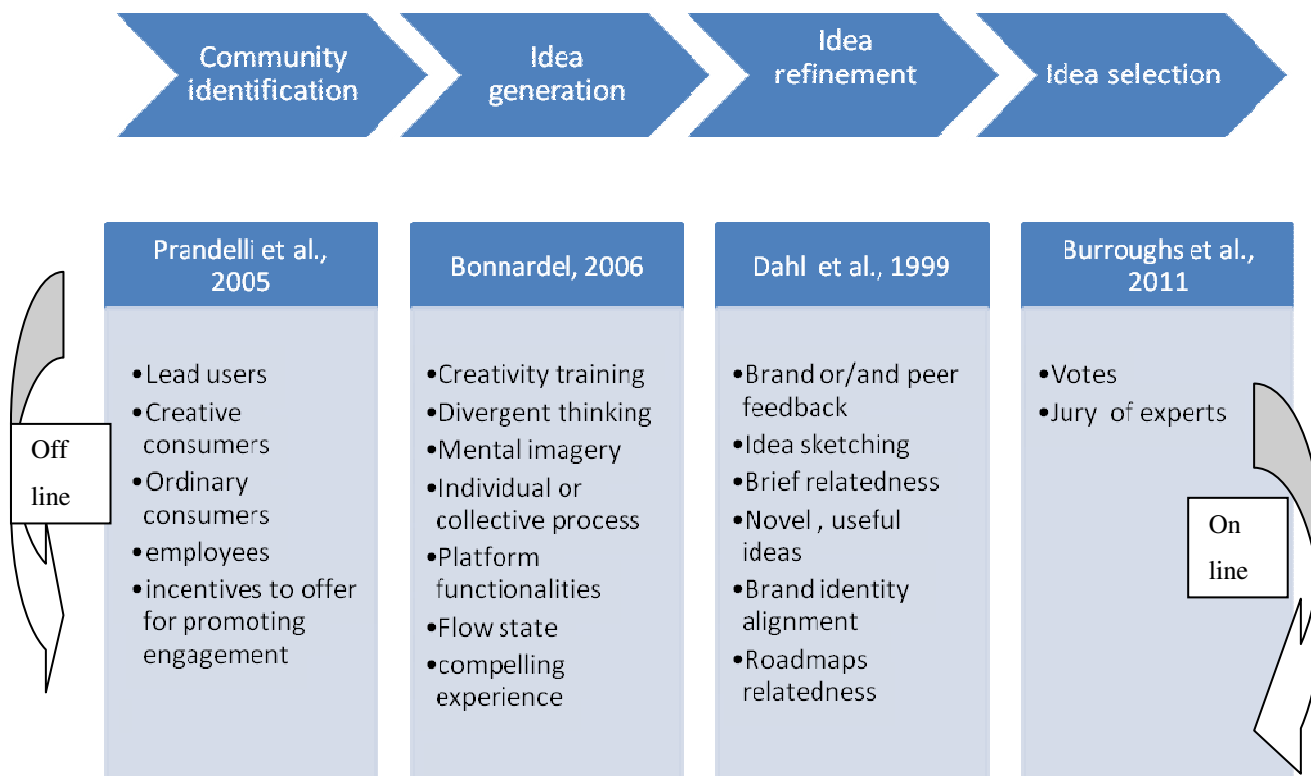 Community
identification
Idea
generation
Idea
refinement
Idea selection
Prandelli et al.,
2005
•Lead users
•Creative
consumers
•Ordinary
consumers
•employees
•incentives to offer
for promoting
engagement
Bonnardel, 2006
•Creativity training
•Divergent thinking
•Mental imagery
•Individual or
collective process
•Platform
functionalities
•Flow state
•compelling
experience
Dahl et al., 1999
•Brand or/and peer
feedback
•Idea sketching
•Brief relatedness
•Novel , useful
ideas
•Brand identity
alignment
•Roadmaps
relatedness
Burroughs et al.,
2011
•Votes
•Jury of experts
Off
line
On
line